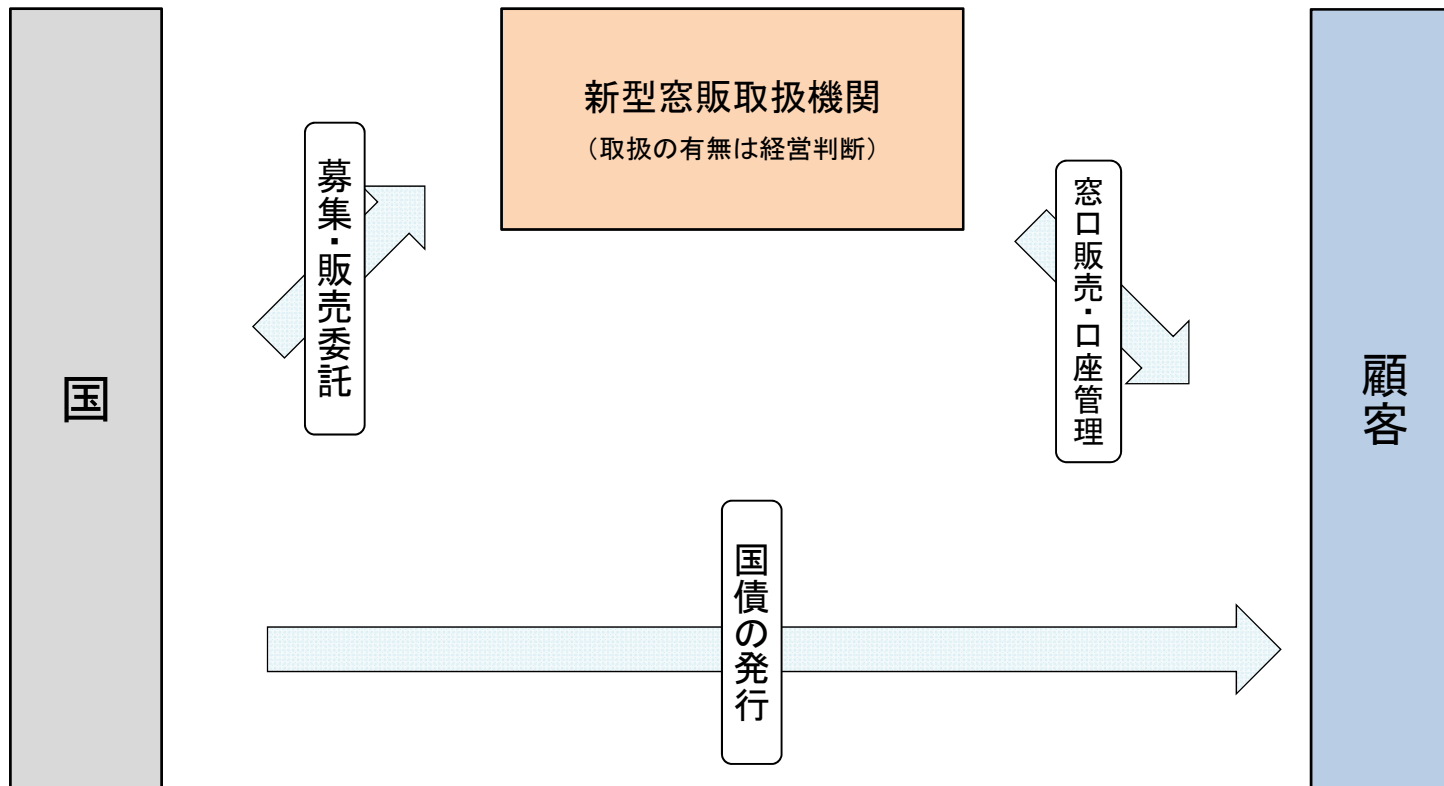 国
募集・販売委託
新型窓販取扱機関
（取扱の有無は経営判断）
窓口販売・口座管理
国債の発行
顧客